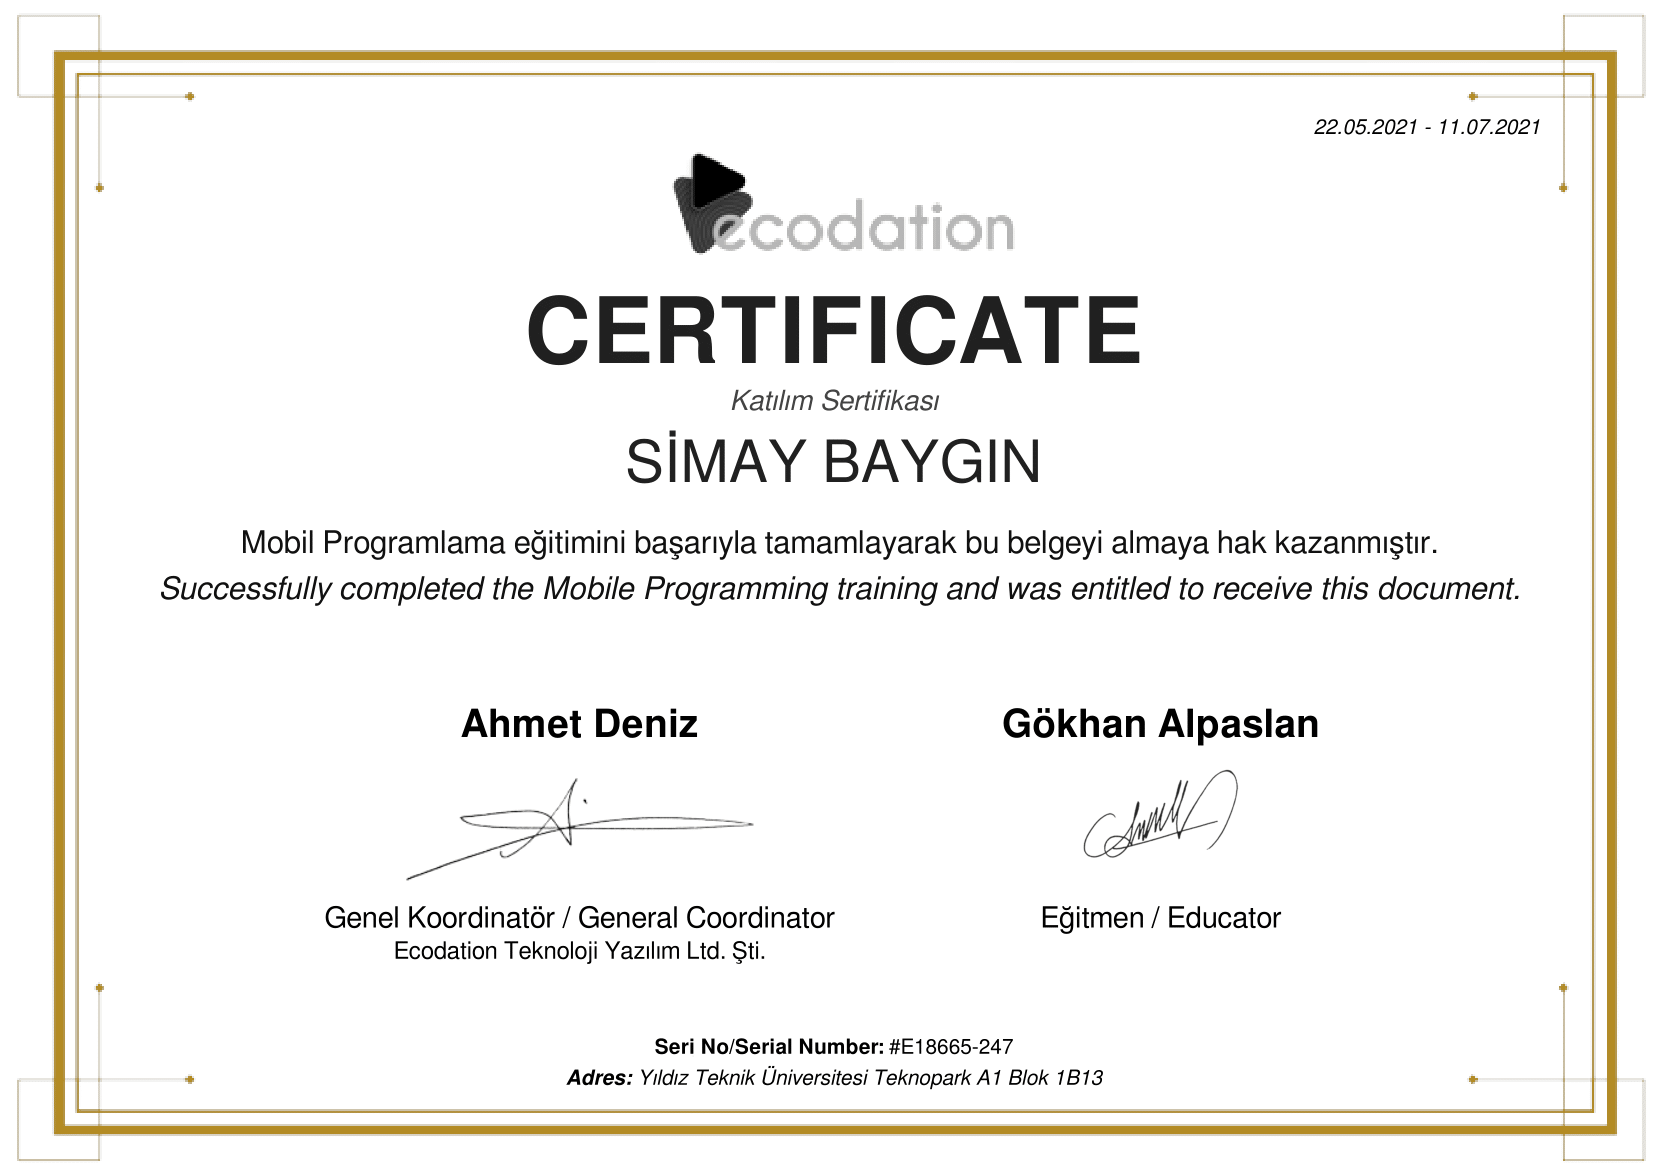 22.05.2021 - 11.07.2021
ecodation
CERTIFICATE
Katılım Sertifikası
SİMAY BAYGIN
Mobil Programlama eğitimini başarıyla tamamlayarak bu belgeyi almaya hak kazanmıştır.
Successfully completed the Mobile Programming training and was entitled to receive this document.
Ahmet Deniz
Gökhan Alpaslan
Genel Koordinatör / General Coordinator
Ecodation Teknoloji Yazılım Ltd. Şti.
Eğitmen / Educator
Seri No/Serial Number: #E18665-247
Adres: Yıldız Teknik Üniversitesi Teknopark A1 Blok 1B13